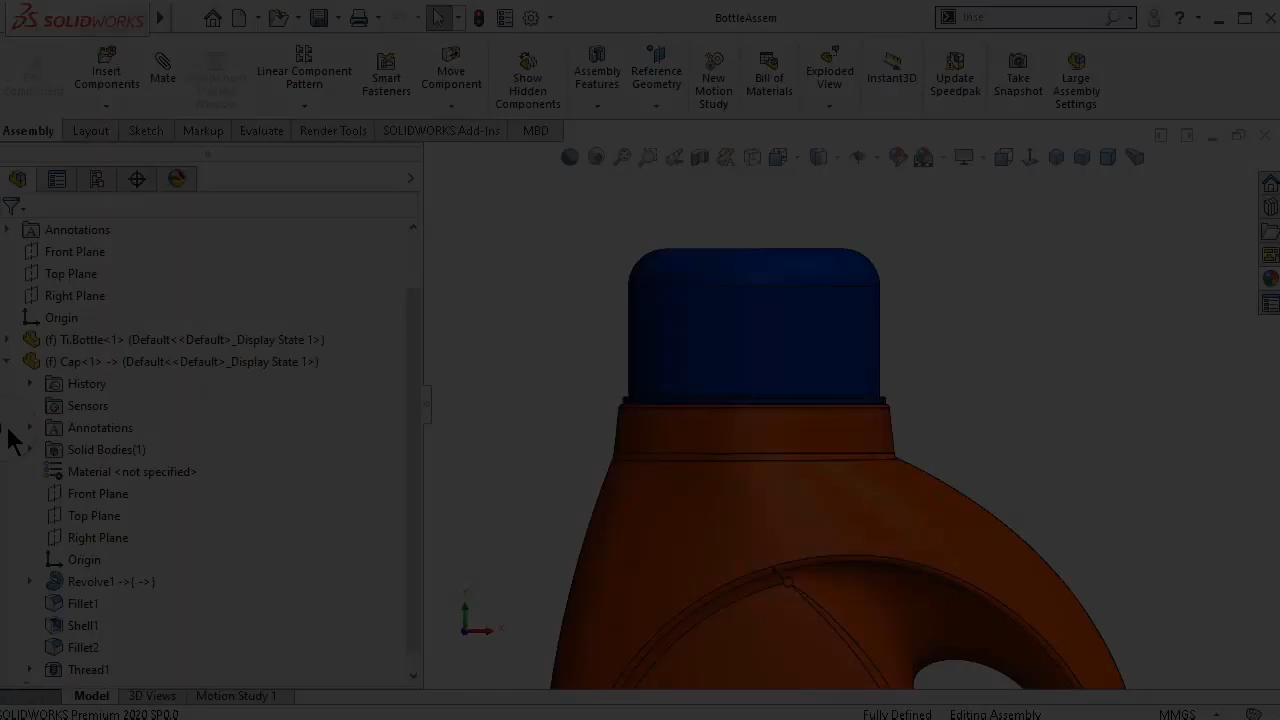 SOLIDWORKS
BottleAssem
Inse
Insert Components
Mate
Linear Component Pattern
Smart Fasteners
Move Component
Show Hidden Components
Assembly Features
Reference Geometry
New Motion Study
Bill of Materials
Exploded View
Instant3D
Update Speedpak
Take Snapshot
Large Assembly Settings
Assembly
Layout
Sketch
Markup
Evaluate
Render Tools
SOLIDWORKS Add-Ins
MBD
Annotations
Front Plane
Top Plane
Right Plane
Origin
(f) Ti.Bottle<1> (Default<<Default>_Display State 1>)
(f) Cap<1> -> (Default<<Default>_Display State 1>)
History
Sensors
Annotations
Solid Bodies(1)
Material <not specified>
Front Plane
Top Plane
Right Plane
Origin
Revolve1 ->{ ->}
Fillet1
Shell1
Fillet2
Thread1
Model
3D Views
Motion Study 1
SOLIDWORKS Premium 2020 SP0.0
Fully Defined
Editing Assembly
MMGS